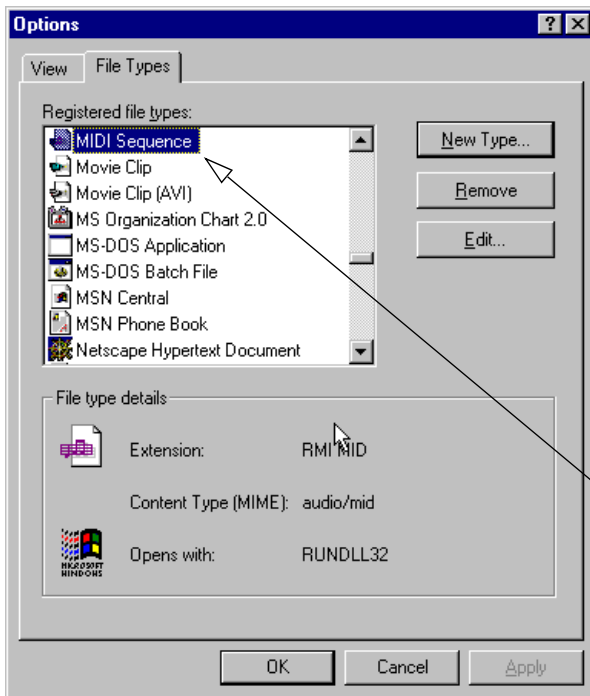 Options
View
File Types
Registered file types:
MIDI Sequence
Movie Clip
Movie Clip (AVI)
MS Organization Chart 2.0
MS-DOS Application
MS-DOS Batch File
MSN Central
MSN Phone Book
Netscape Hypertext Document
New Type...
Remove
Edit...
File type details
Extension: RMI MID
Content Type (MIME): audio/mid
MICROSOFT
WINDOWS
Opens with: RUNDLL32
OK
Cancel
Apply